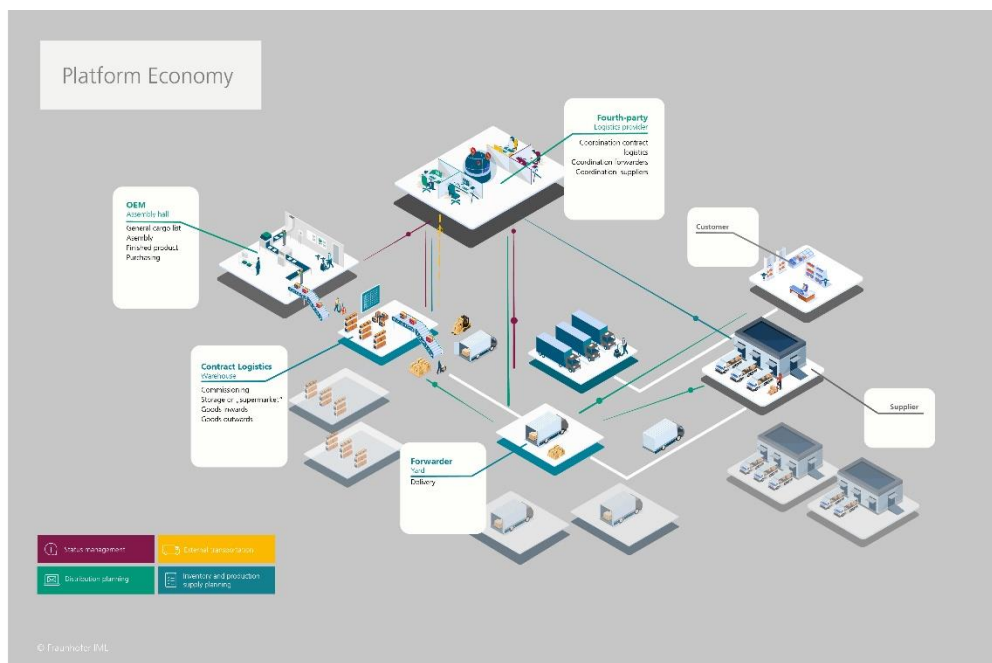 Platform Economy
Fourth-party
Logistics provider
Coordination contract
logistics
Coordination forwarders
Coordination suppliers
OEM
Assembly hall
General cargo list
Asembly
Finished product
Purchasing
Customer
Contract Logistics
Warehouse
Commissioning
Storage or „supermarket"
Goods inwards
Goods outwards
Supplier
Forwarder
Yard
Delivery
Status management
External transportation
Distribution planning
Inventory and production
supply planning
© Fraunhofer IML